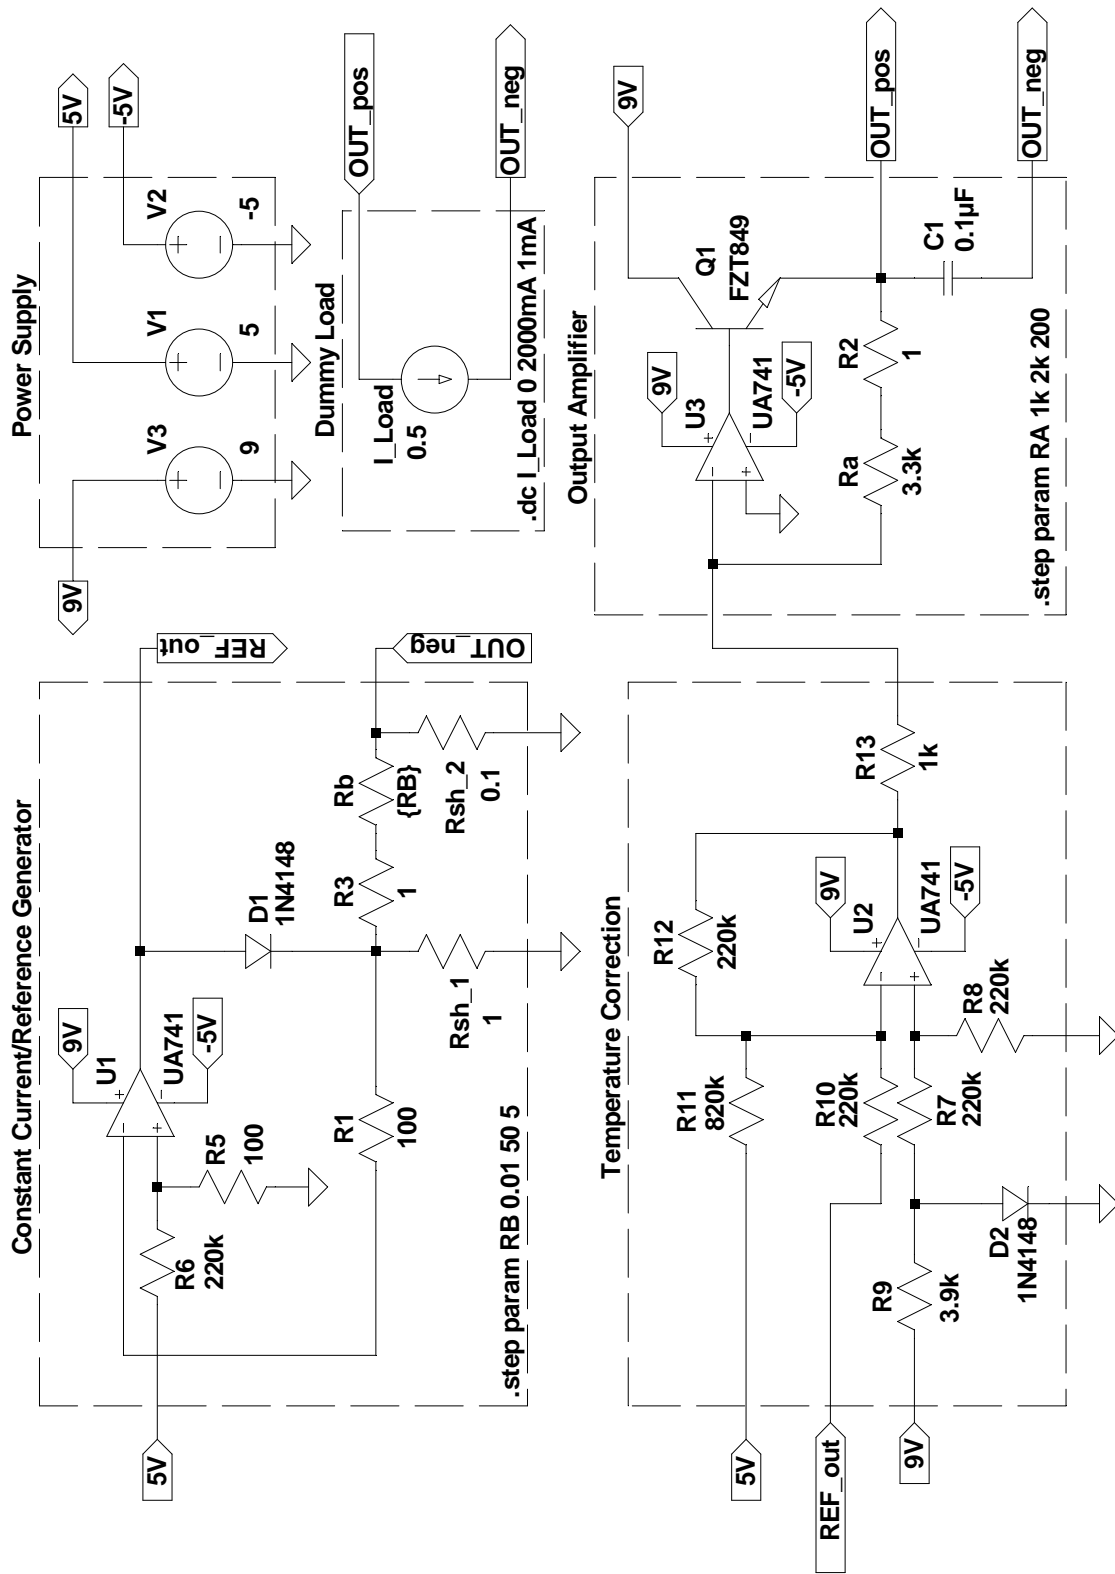 Constant Current/Reference Generator
5V
R6
220k
R5
100
9V
U1
UA741
-5V
R1
100
D1
1N4148
Rsh_1
1
R3
1
Rb
{RB}
Rsh_2
0.1
REF_out
OUT_neg
.step param RB 0.01 50 5
Power Supply
9V
V3
9
V1
5
V2
-5
5V
-5V
Dummy Load
I_Load
0.5
OUT_pos
OUT_neg
.dc I_Load 0 2000mA 1mA
Temperature Correction
5V
REF_out
9V
R11
820k
R10
220k
R9
3.9k
R7
220k
D2
1N4148
R8
220k
R12
220k
9V
U2
UA741
-5V
R13
1k
Output Amplifier
9V
U3
UA741
-5V
Q1
FZT849
9V
Ra
3.3k
R2
1
C1
0.1µF
OUT_pos
OUT_neg
.step param RA 1k 2k 200